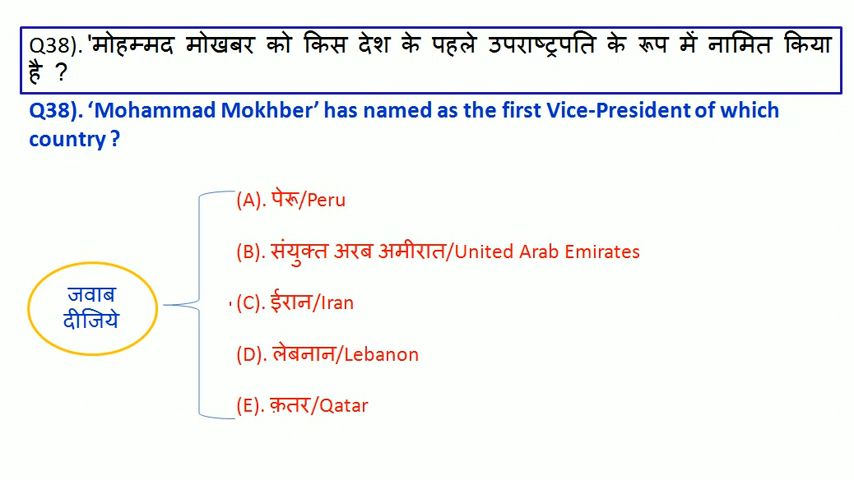 Q38). 'मोहम्मद मोखबर को किस देश के पहले उपराष्ट्रपति के रूप में नामित किया
है ?
Q38). ‘Mohammad Mokhber’ has named as the first Vice-President of which
country ?
(A). पेरू/Peru
(B). संयुक्त अरब अमीरात/United Arab Emirates
जवाब
दीजिये
(C). ईरान/Iran
(D). लेबनान/Lebanon
(E). क़तर/Qatar